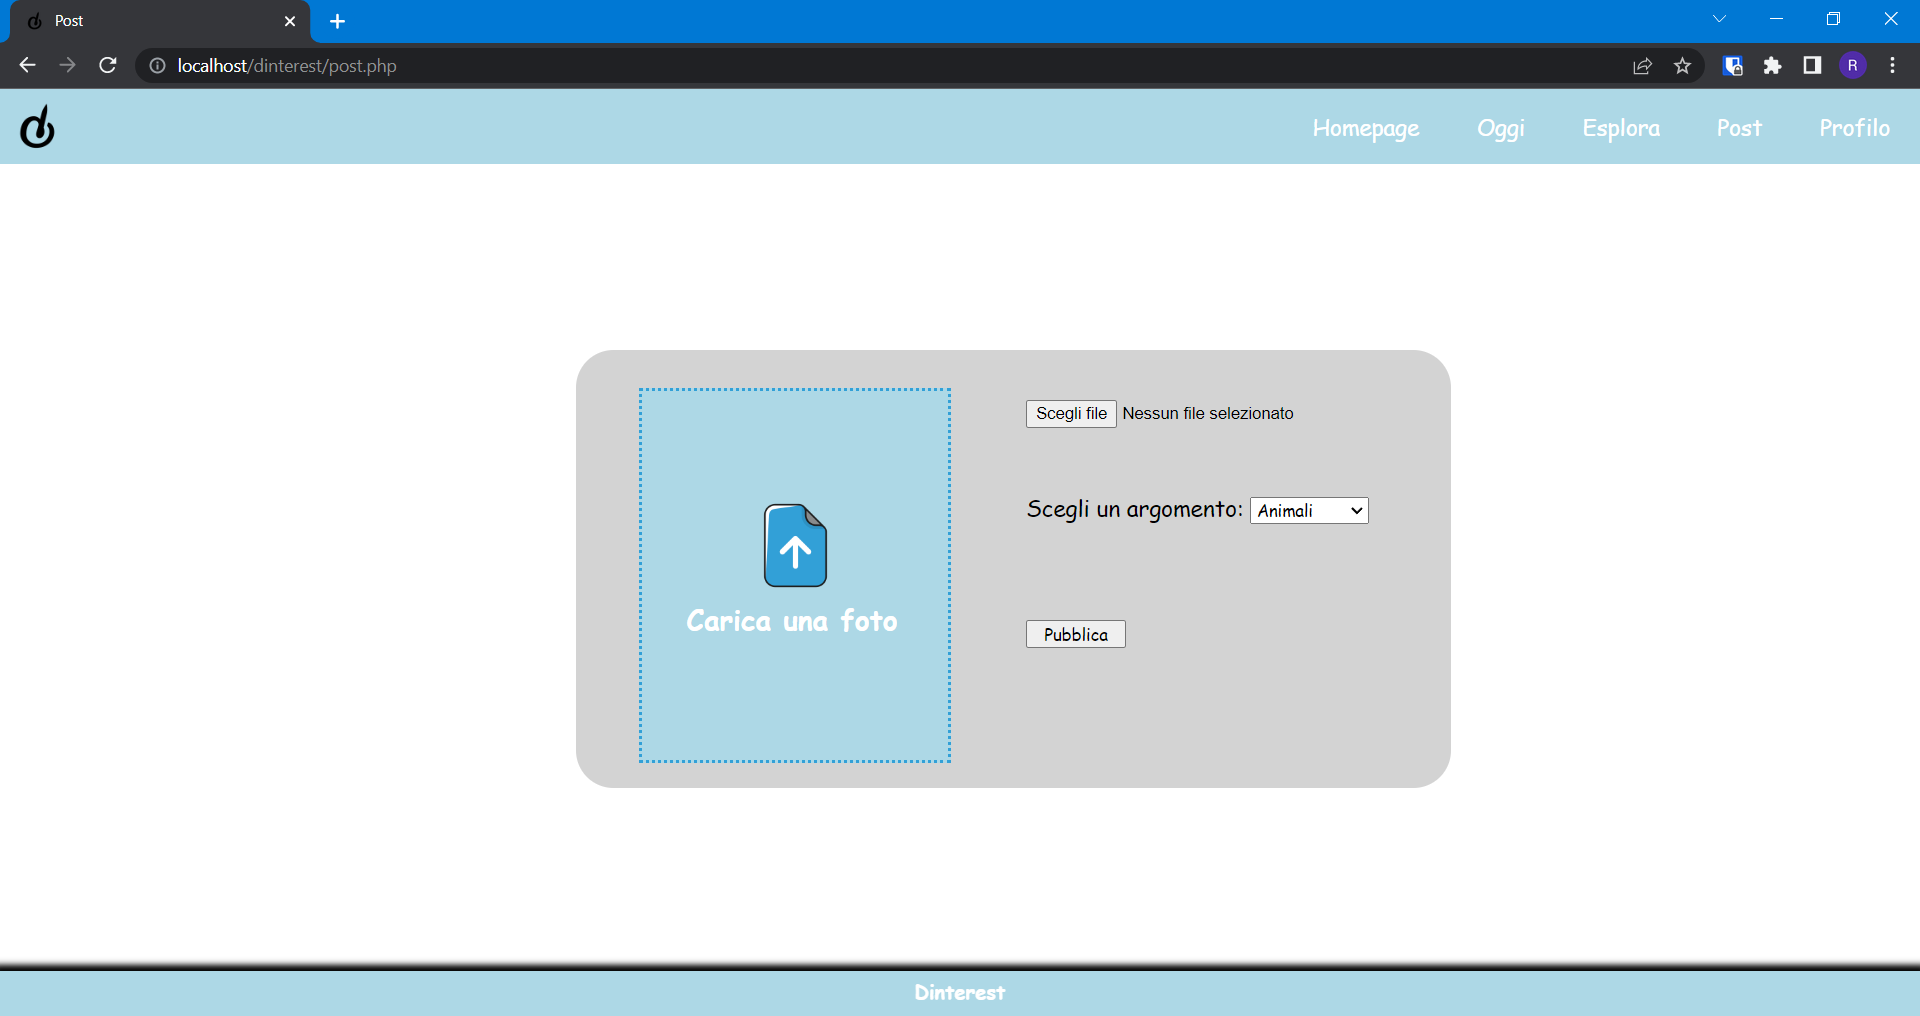 Post
localhost/dinterest/post.php
R
Homepage Oggi Esplora Post Profilo
Scegli file Nessun file selezionato
Scegli un argomento: Animali
Carica una foto
Pubblica
Dinterest